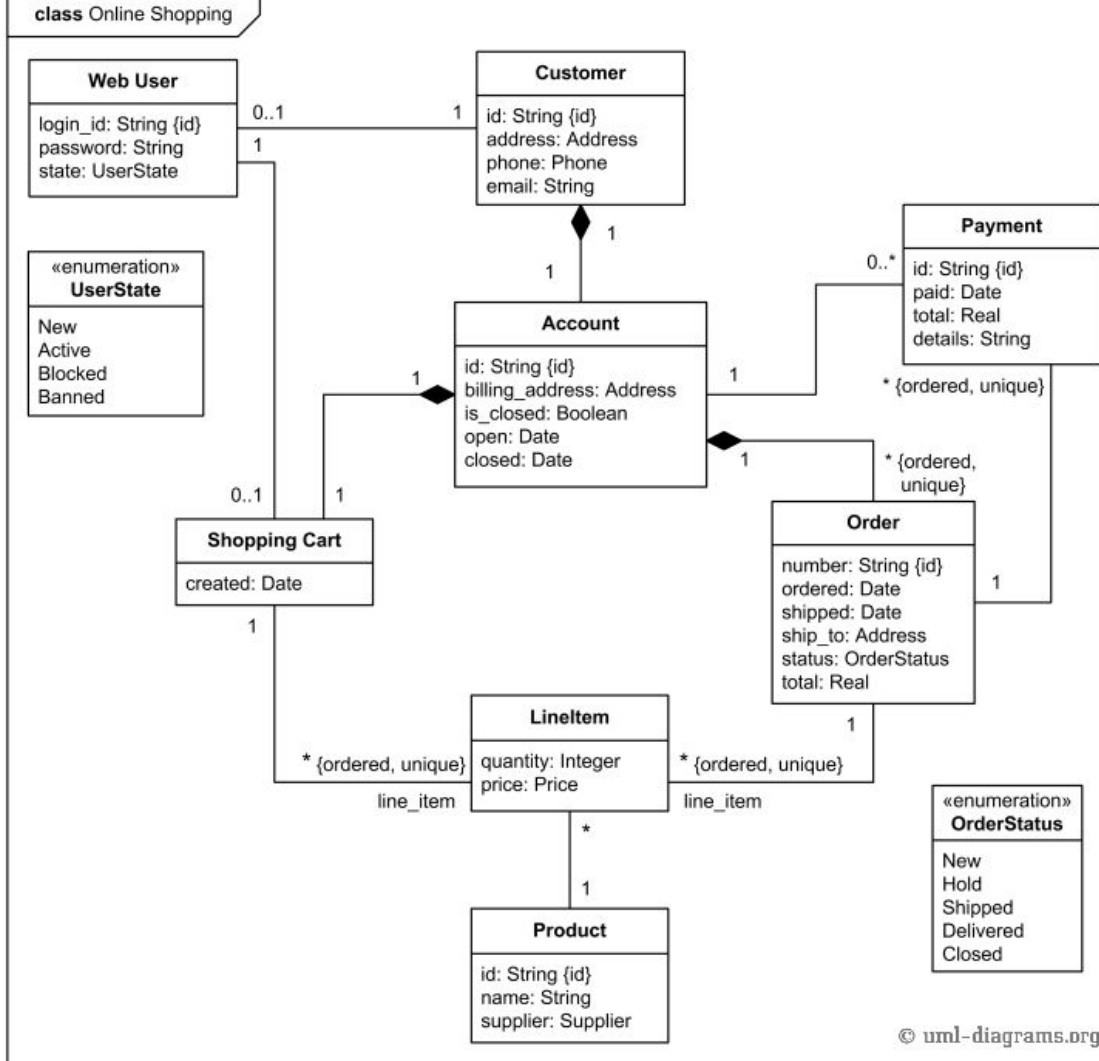 class Online Shopping
Web User
login_id: String {id}
password: String
state: UserState
0..1
1
1
Customer
id: String {id}
address: Address
phone: Phone
email: String
«enumeration»
UserState
New
Active
Blocked
Banned
1
1
Payment
id: String {id}
paid: Date
total: Real
details: String
0..*
1
* {ordered, unique}
Account
id: String {id}
billing_address: Address
is_closed: Boolean
open: Date
closed: Date
1
1
* {ordered,
unique}
0..1
1
Shopping Cart
created: Date
1
Order
number: String {id}
ordered: Date
shipped: Date
ship_to: Address
status: OrderStatus
total: Real
1
1
LineItem
quantity: Integer
price: Price
* {ordered, unique}
line_item
* {ordered, unique}
line_item
*
1
Product
id: String {id}
name: String
supplier: Supplier
«enumeration»
OrderStatus
New
Hold
Shipped
Delivered
Closed
© uml-diagrams.org